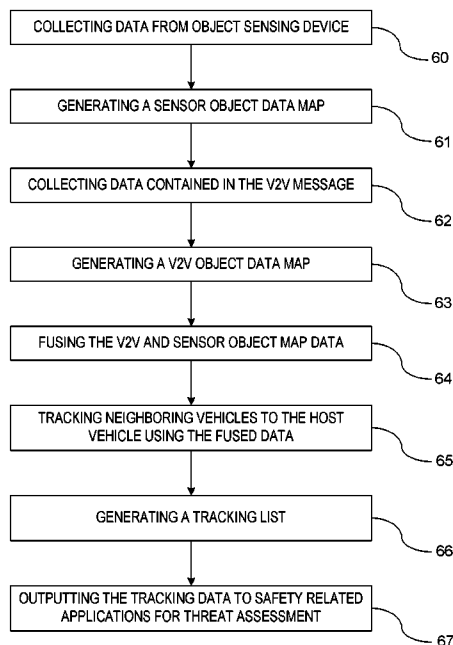 COLLECTING DATA FROM OBJECT SENSING DEVICE
60
GENERATING A SENSOR OBJECT DATA MAP
61
COLLECTING DATA CONTAINED IN THE V2V MESSAGE
62
GENERATING A V2V OBJECT DATA MAP
63
FUSING THE V2V AND SENSOR OBJECT MAP DATA
64
TRACKING NEIGHBORING VEHICLES TO THE HOST
VEHICLE USING THE FUSED DATA
65
GENERATING A TRACKING LIST
66
OUTPUTTING THE TRACKING DATA TO SAFETY RELATED
APPLICATIONS FOR THREAT ASSESSMENT
67